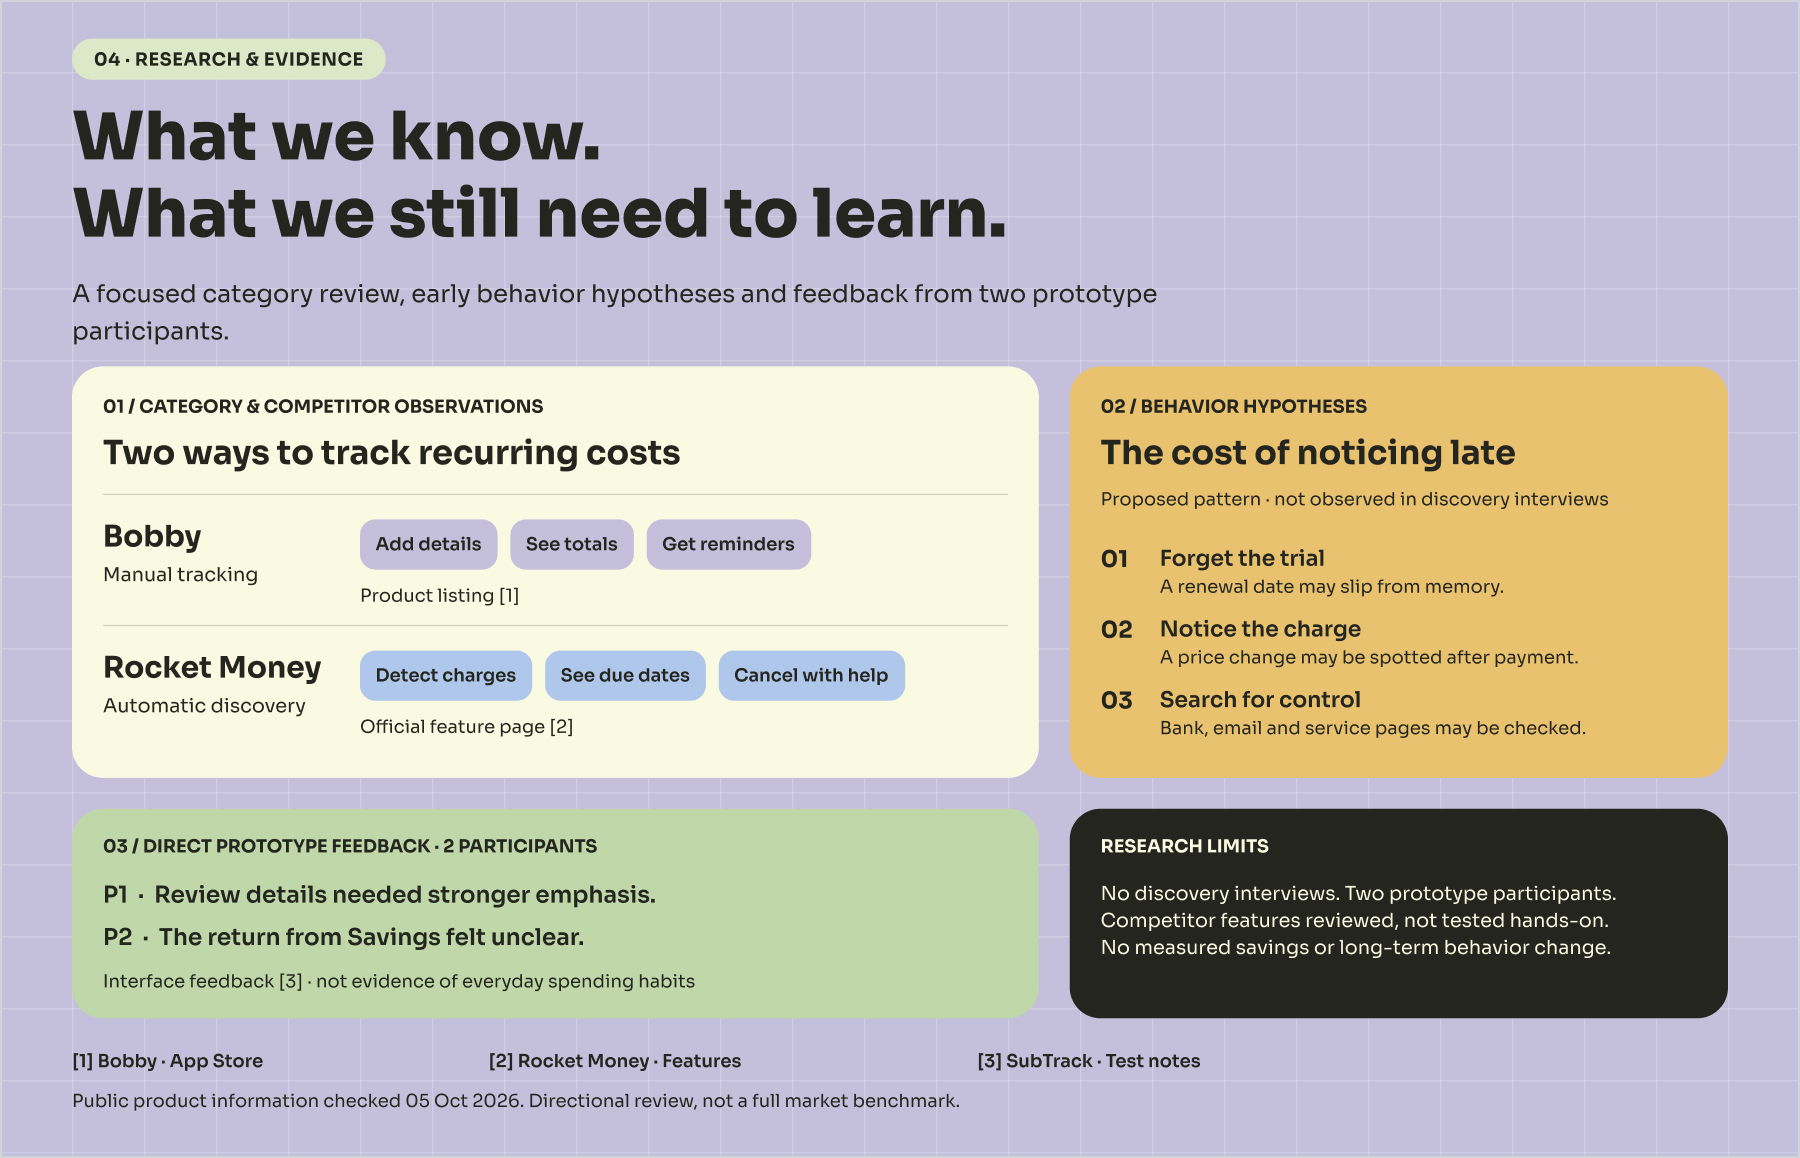 04 · RESEARCH & EVIDENCE
What we know.
What we still need to learn.
A focused category review, early behavior hypotheses and feedback from two prototype
participants.
01 / CATEGORY & COMPETITOR OBSERVATIONS
Two ways to track recurring costs
Bobby
Manual tracking
Add details
See totals
Get reminders
Product listing [1]
Rocket Money
Automatic discovery
Detect charges
See due dates
Cancel with help
Official feature page [2]
02 / BEHAVIOR HYPOTHESES
The cost of noticing late
Proposed pattern · not observed in discovery interviews
01 Forget the trial
A renewal date may slip from memory.
02 Notice the charge
A price change may be spotted after payment.
03 Search for control
Bank, email and service pages may be checked.
03 / DIRECT PROTOTYPE FEEDBACK · 2 PARTICIPANTS
P1 · Review details needed stronger emphasis.
P2 · The return from Savings felt unclear.
Interface feedback [3] · not evidence of everyday spending habits
RESEARCH LIMITS
No discovery interviews. Two prototype participants.
Competitor features reviewed, not tested hands-on.
No measured savings or long-term behavior change.
[1] Bobby · App Store
[2] Rocket Money · Features
[3] SubTrack · Test notes
Public product information checked 05 Oct 2026. Directional review, not a full market benchmark.